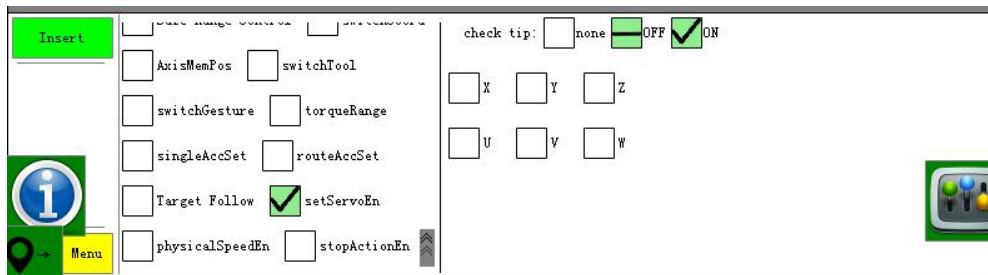 Insert
AxisMemPos switchTool
switchGesture torqueRange
singleAccSet routeAccSet
Target Follow setServoEn
physicalSpeedEn stopActionEn
Menu
check tip: none OFF ON
X Y Z
U V W